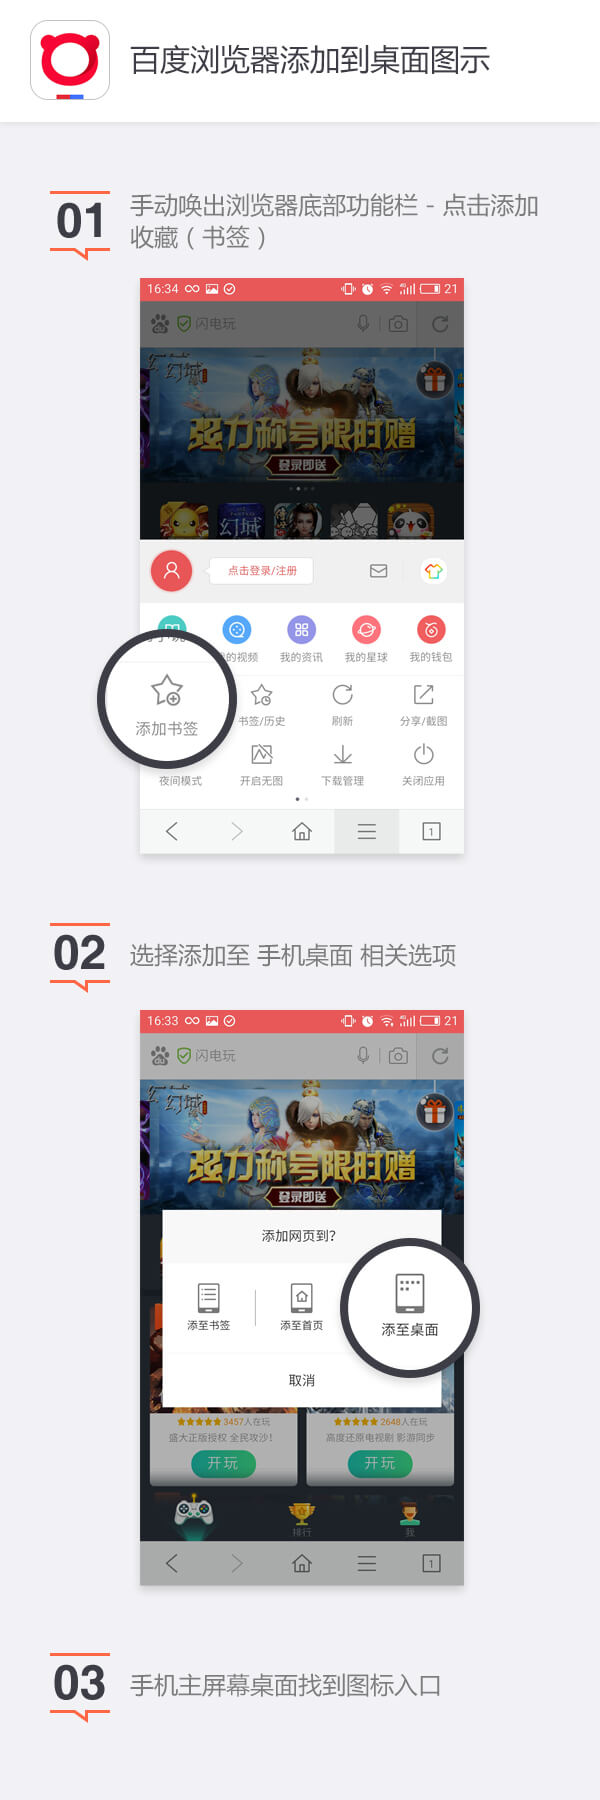 百度浏览器添加到桌面图示
01
手动唤出浏览器底部功能栏 - 点击添加
收藏（书签）
16:34
21
闪电玩
幻城
强力称号限时赠
登录即送
幻城
点击登录/注册
我的视频
我的资讯
我的星球
我的钱包
添加书签
书签/历史
刷新
分享/截图
夜间模式
开启无图
下载管理
关闭应用
1
02
选择添加至 手机桌面 相关选项
16:33
21
闪电玩
幻城
强力称号限时赠
登录即送
添加网页到?
添至书签
添至首页
添至桌面
取消
3457人在玩
2648人在玩
盛大正版授权 全民攻沙!
高度还原电视剧 影游同步
开玩
开玩
排行
我
1
03
手机主屏幕桌面找到图标入口